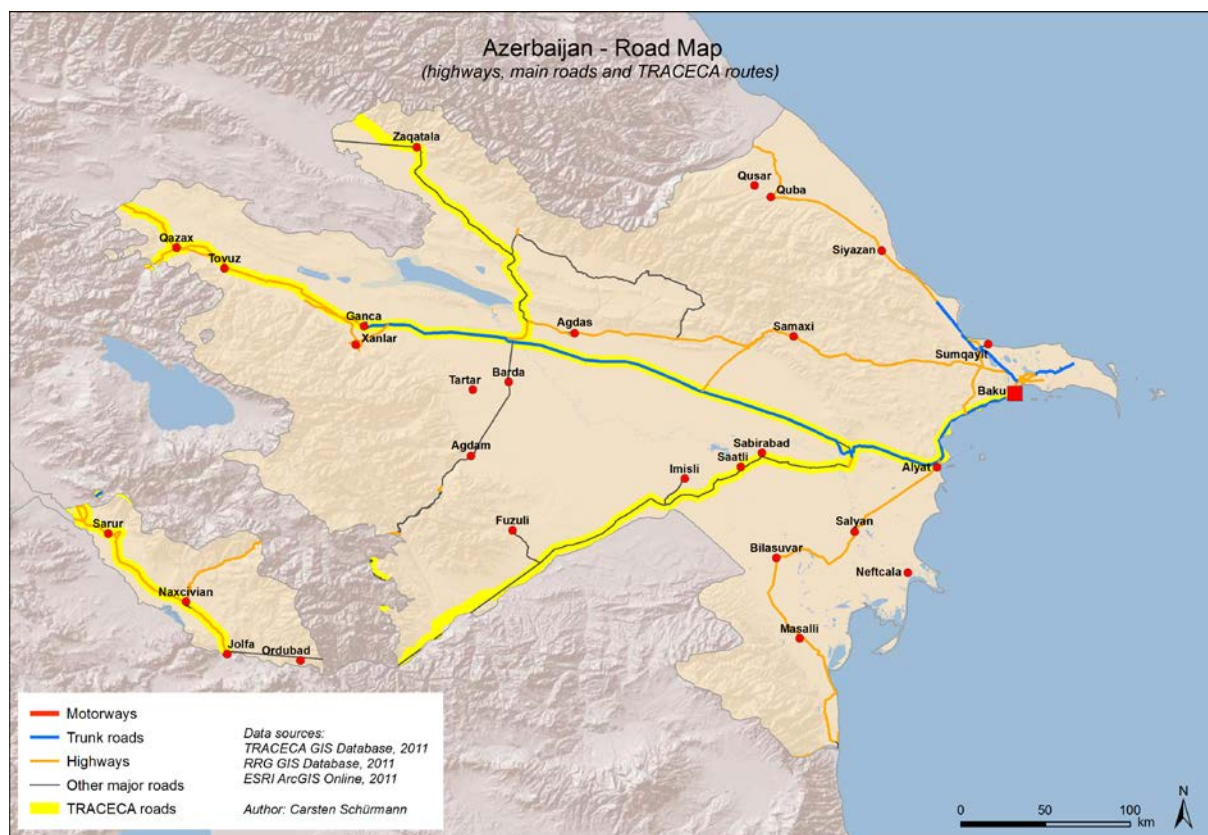 Azerbaijan - Road Map
(highways, main roads and TRACECA routes)
Zaqatala
Qusar
Quba
Qazax
Siyazan
Tovuz
Ganca
Agdas
Samaxi
Xanlar
Sumqayit
Tartar
Barda
Baku
Agdam
Sabirabad
Imisli
Saatli
Alyat
Fuzuli
Salyan
Sarur
Bilasuvar
Neftcala
Naxcivian
Masalli
Jolfa
Ordubad
Motorways
Trunk roads
Highways
Other major roads
TRACECA roads
Data sources:
TRACECA GIS Database, 2011
RRG GIS Database, 2011
ESRI ArcGIS Online, 2011
Author: Carsten Schürmann
N
0 50 100
km